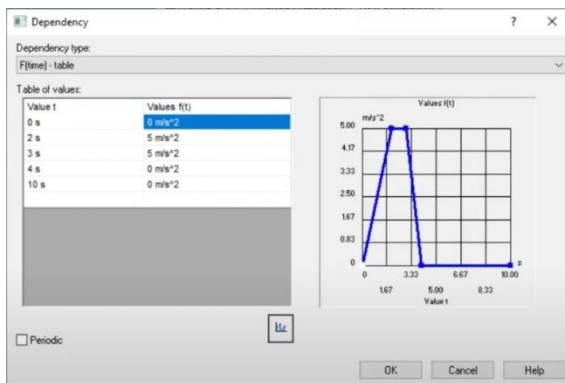 Dependency
?
Dependency type:
F(time) - table
Table of values:
Value t Values f(t)
0 s 0 m/s^2
2 s 5 m/s^2
3 s 5 m/s^2
4 s 0 m/s^2
10 s 0 m/s^2
Values f(t)
m/s^2
5.00
4.17
3.33
2.50
1.67
0.83
0
s
0 3.33 6.67 10.00
1.67 5.00 8.33
Value t
Periodic
OK Cancel Help